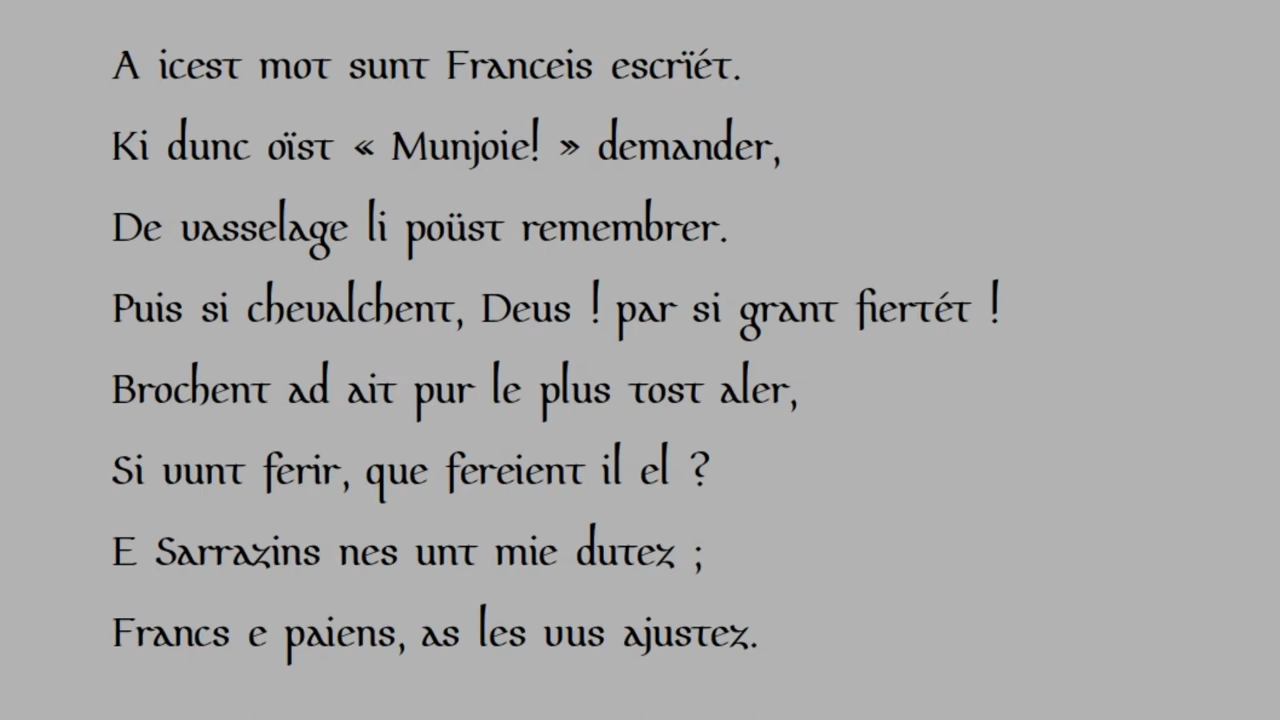 A icest mot sunt Franceis escrïét.
Ki dunc oïst « Munjoie! » demander,
De vasselage li poüst remembrer.
Puis si chevalchent, Deus ! par si grant fiertét !
Brochent ad ait pur le plus tost aler,
Si vunt ferir, que fereient il el ?
E Sarrazins nes unt mie dutez ;
Francs e paiens, as les vus ajustez.